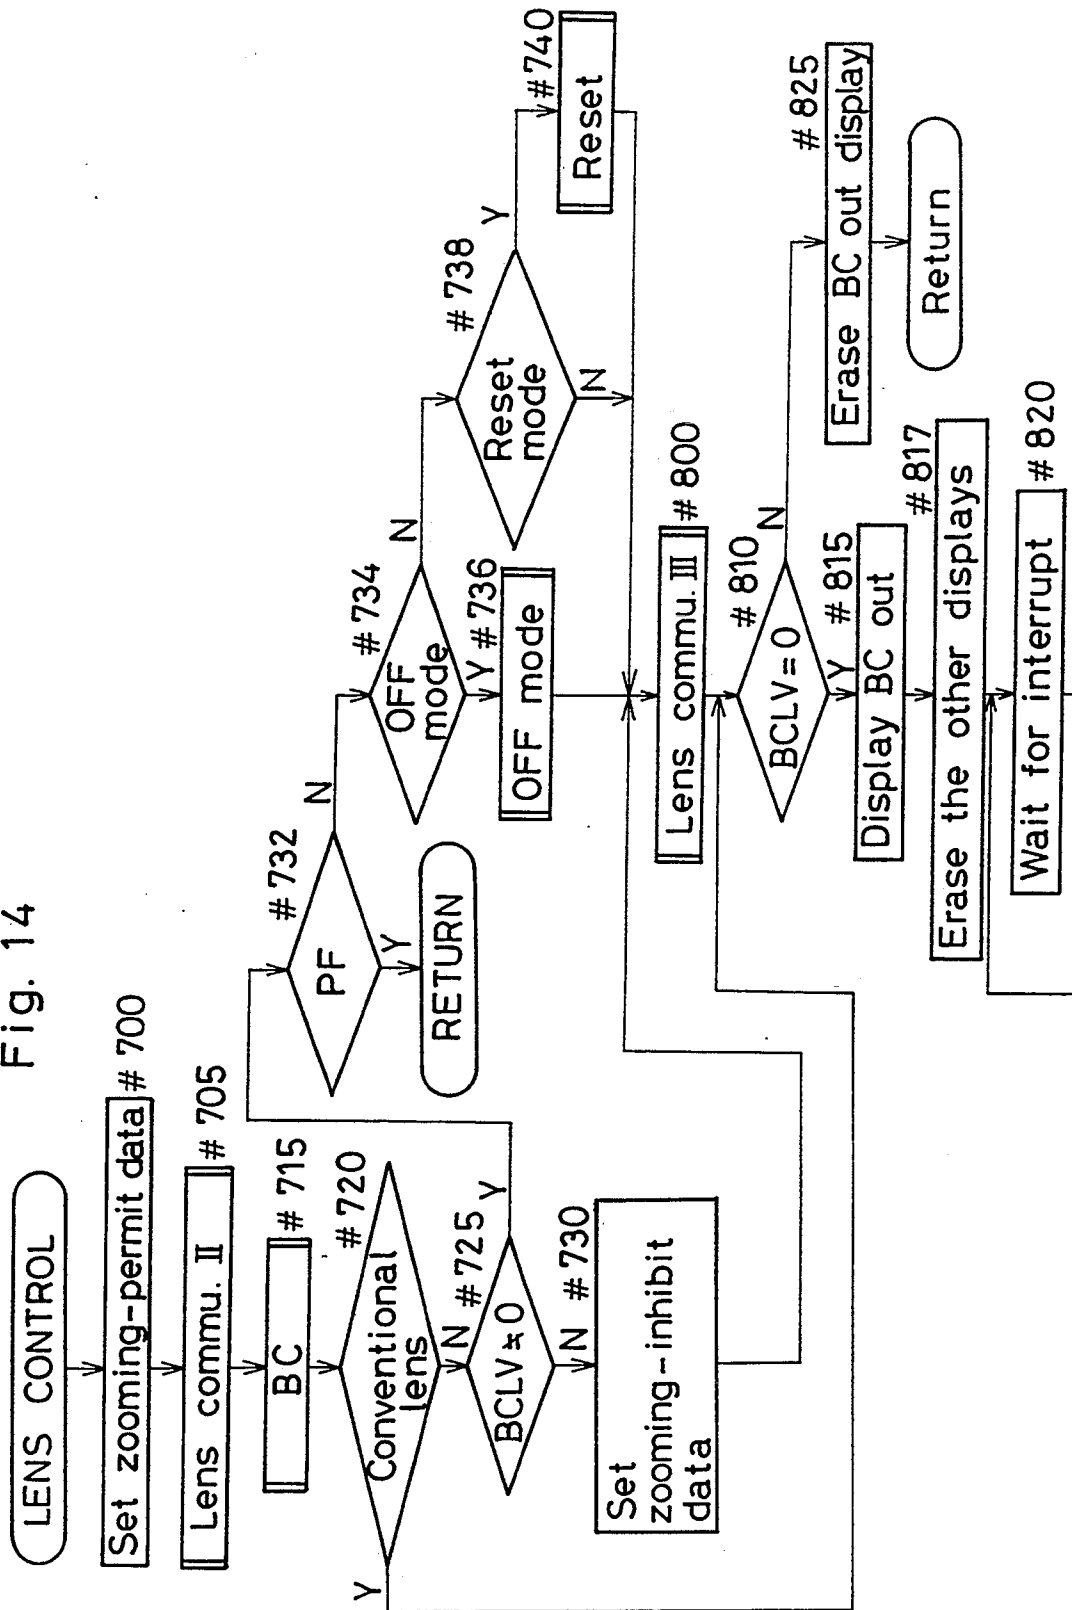 Fig. 14
LENS CONTROL
Set zooming-permit data
# 700
Lens commu. II
# 705
BC
# 715
Conventional
lens
# 720
Y
N
BCLV ≠ 0
# 725
Y
N
Set
zooming-inhibit
data
# 730
PF
# 732
N
Y
RETURN
OFF
mode
# 734
N
Y
OFF mode
# 736
Reset
mode
# 738
Y
N
Reset
# 740
Lens commu. III
# 800
BCLV = 0
# 810
N
Y
Display BC out
# 815
Erase the other displays
# 817
Wait for interrupt
# 820
Erase BC out display
# 825
Return